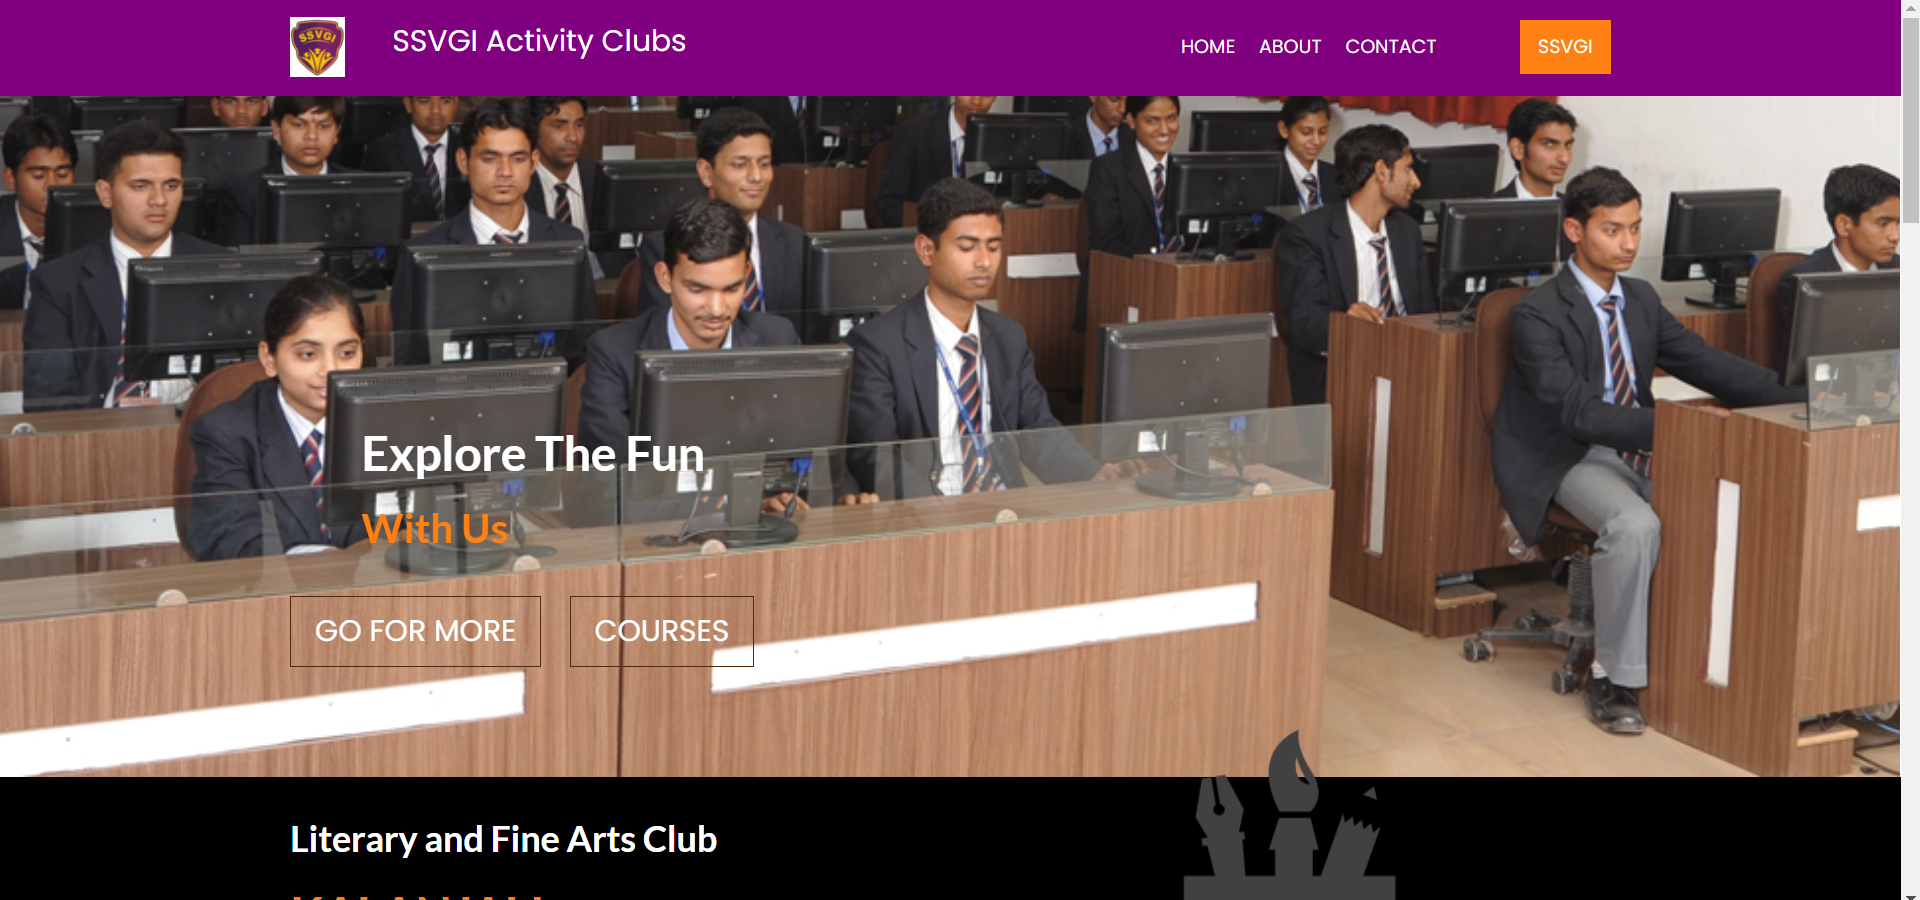 SSVGI
SSVGI Activity Clubs
HOME ABOUT CONTACT
SSVGI
Explore The Fun
With Us
GO FOR MORE
COURSES
Literary and Fine Arts Club
KALANJALI